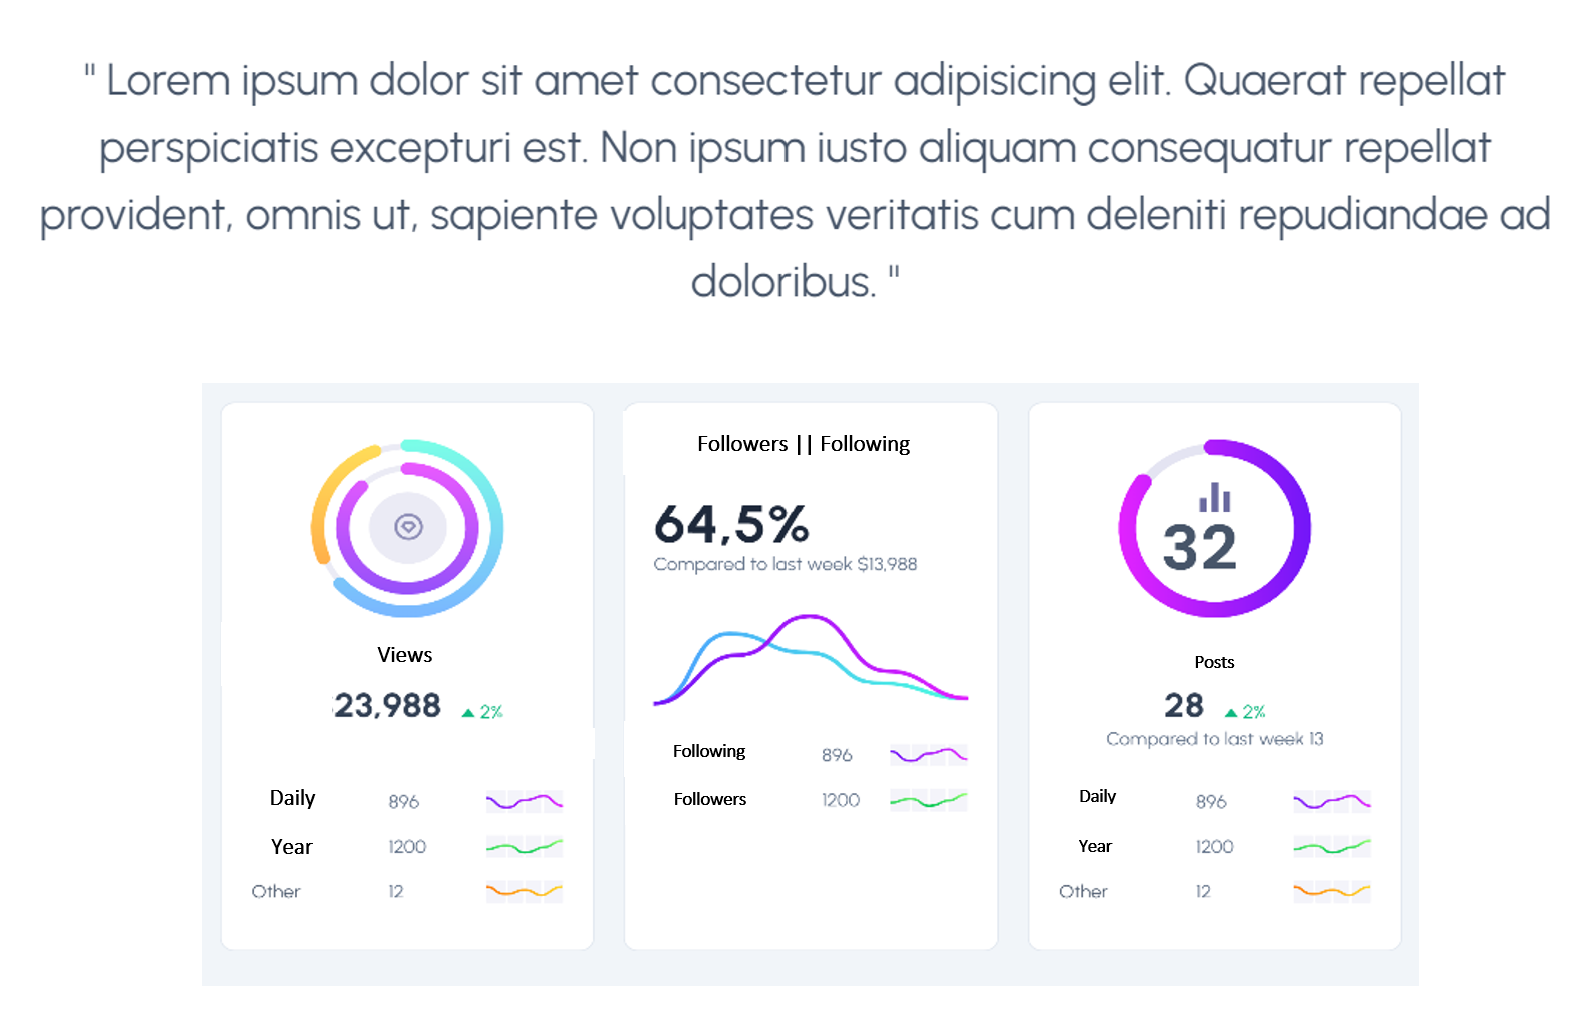 " Lorem ipsum dolor sit amet consectetur adipisicing elit. Quaerat repellat
perspiciatis excepturi est. Non ipsum iusto aliquam consequatur repellat
provident, omnis ut, sapiente voluptates veritatis cum deleniti repudiandae ad
doloribus. "
Views
23,988 ▲ 2%
Daily 896
Year 1200
Other 12
Followers || Following
64,5%
Compared to last week $13,988
Following 896
Followers 1200
32
Posts
28 ▲ 2%
Compared to last week 13
Daily 896
Year 1200
Other 12